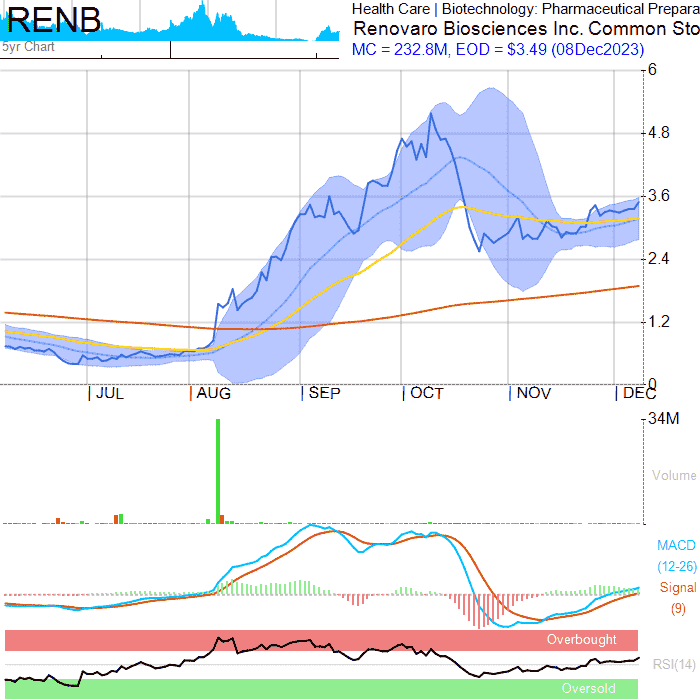 RENB
5yr Chart
Health Care | Biotechnology: Pharmaceutical Prepara
Renovaro Biosciences Inc. Common Sto
MC = 232.8M, EOD = $3.49 (08Dec2023)
6
4.8
3.6
2.4
1.2
0
JUL AUG SEP OCT NOV DEC
34M
Volume
MACD
(12-26)
Signal
(9)
Overbought
RSI(14)
Oversold